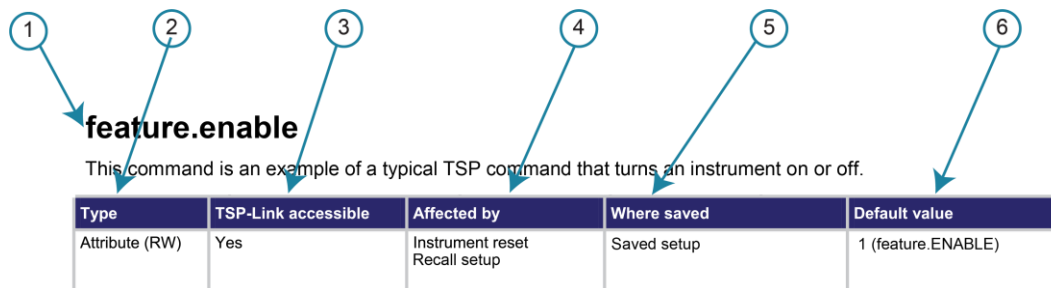 1 2 3 4 5 6
feature.enable
This command is an example of a typical TSP command that turns an instrument on or off.
Type TSP-Link accessible Affected by Where saved Default value
Attribute (RW) Yes Instrument reset Saved setup 1 (feature.ENABLE)
Recall setup